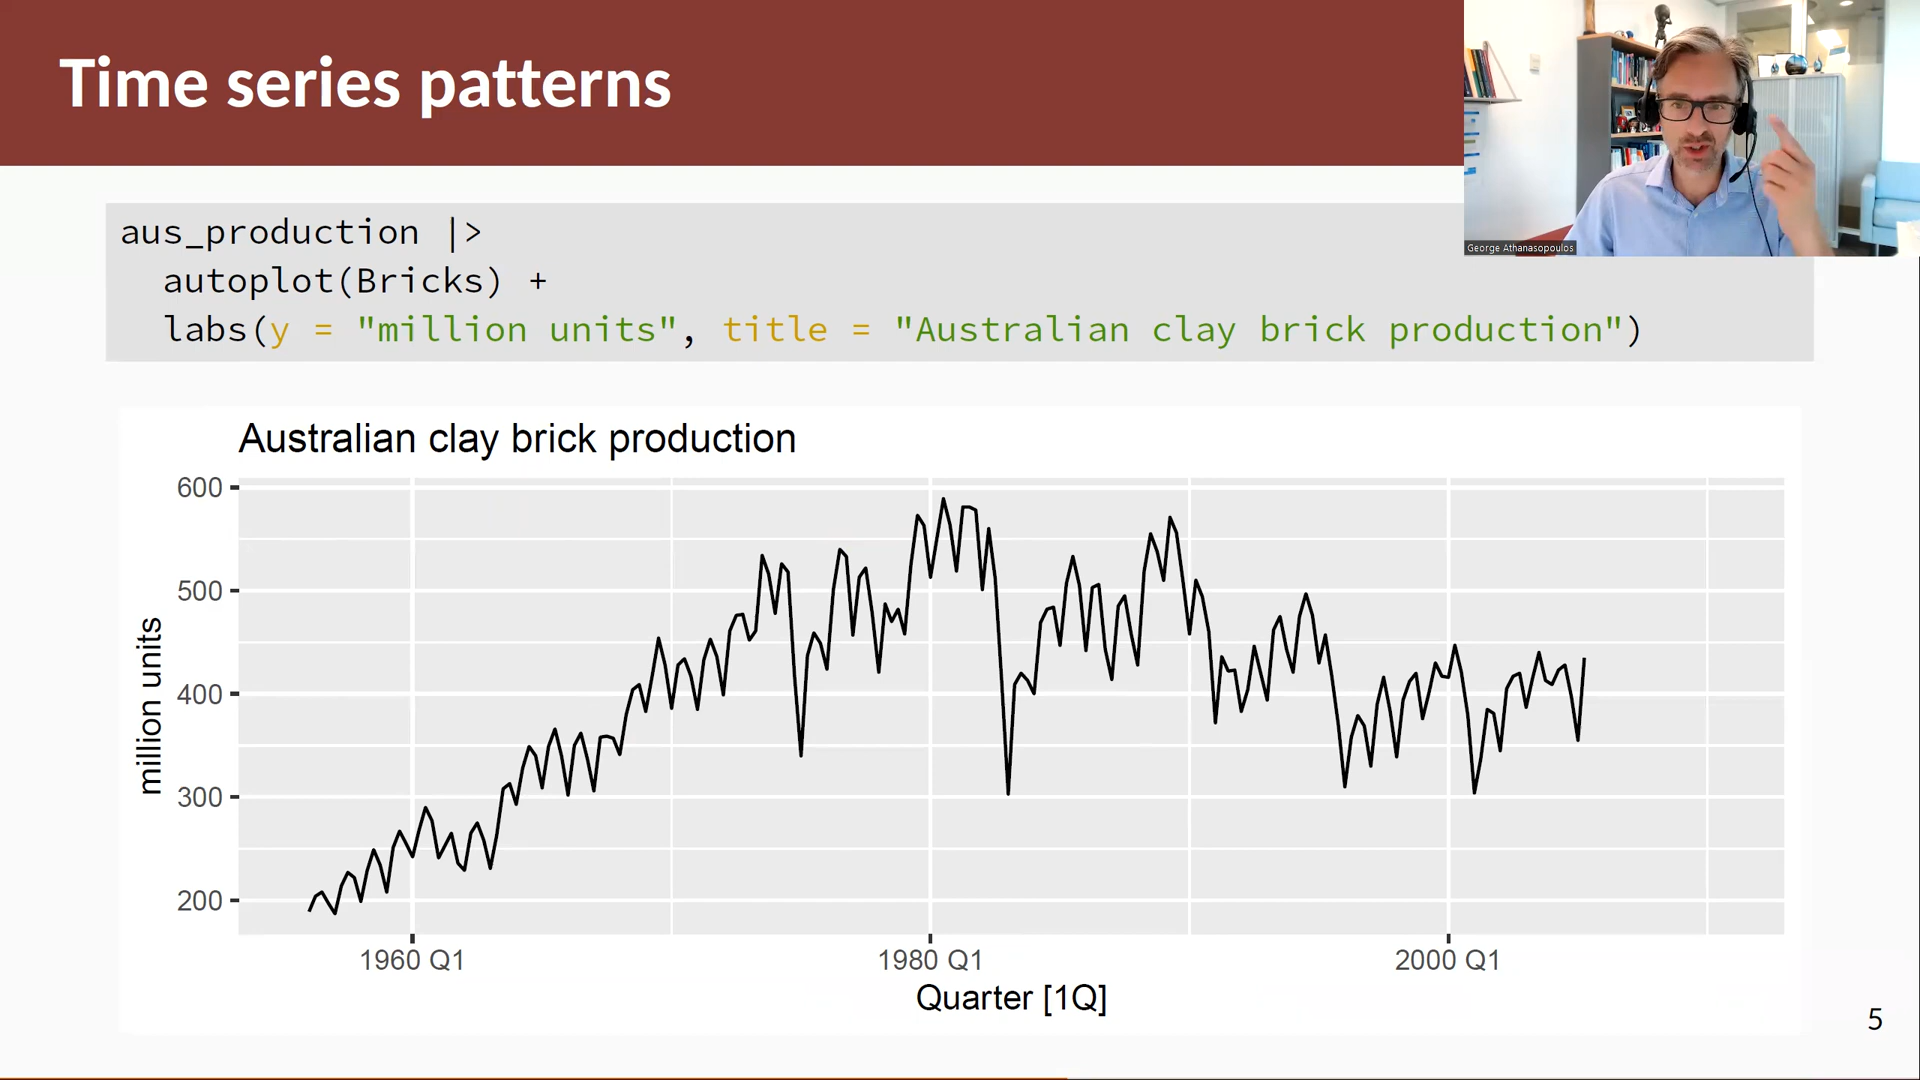 Time series patterns
George Athanasopoulos
aus_production |>
autoplot(Bricks) +
labs(y = "million units", title = "Australian clay brick production")
Australian clay brick production
600
500
400
300
200
million units
1960 Q1
1980 Q1
2000 Q1
Quarter [1Q]
5